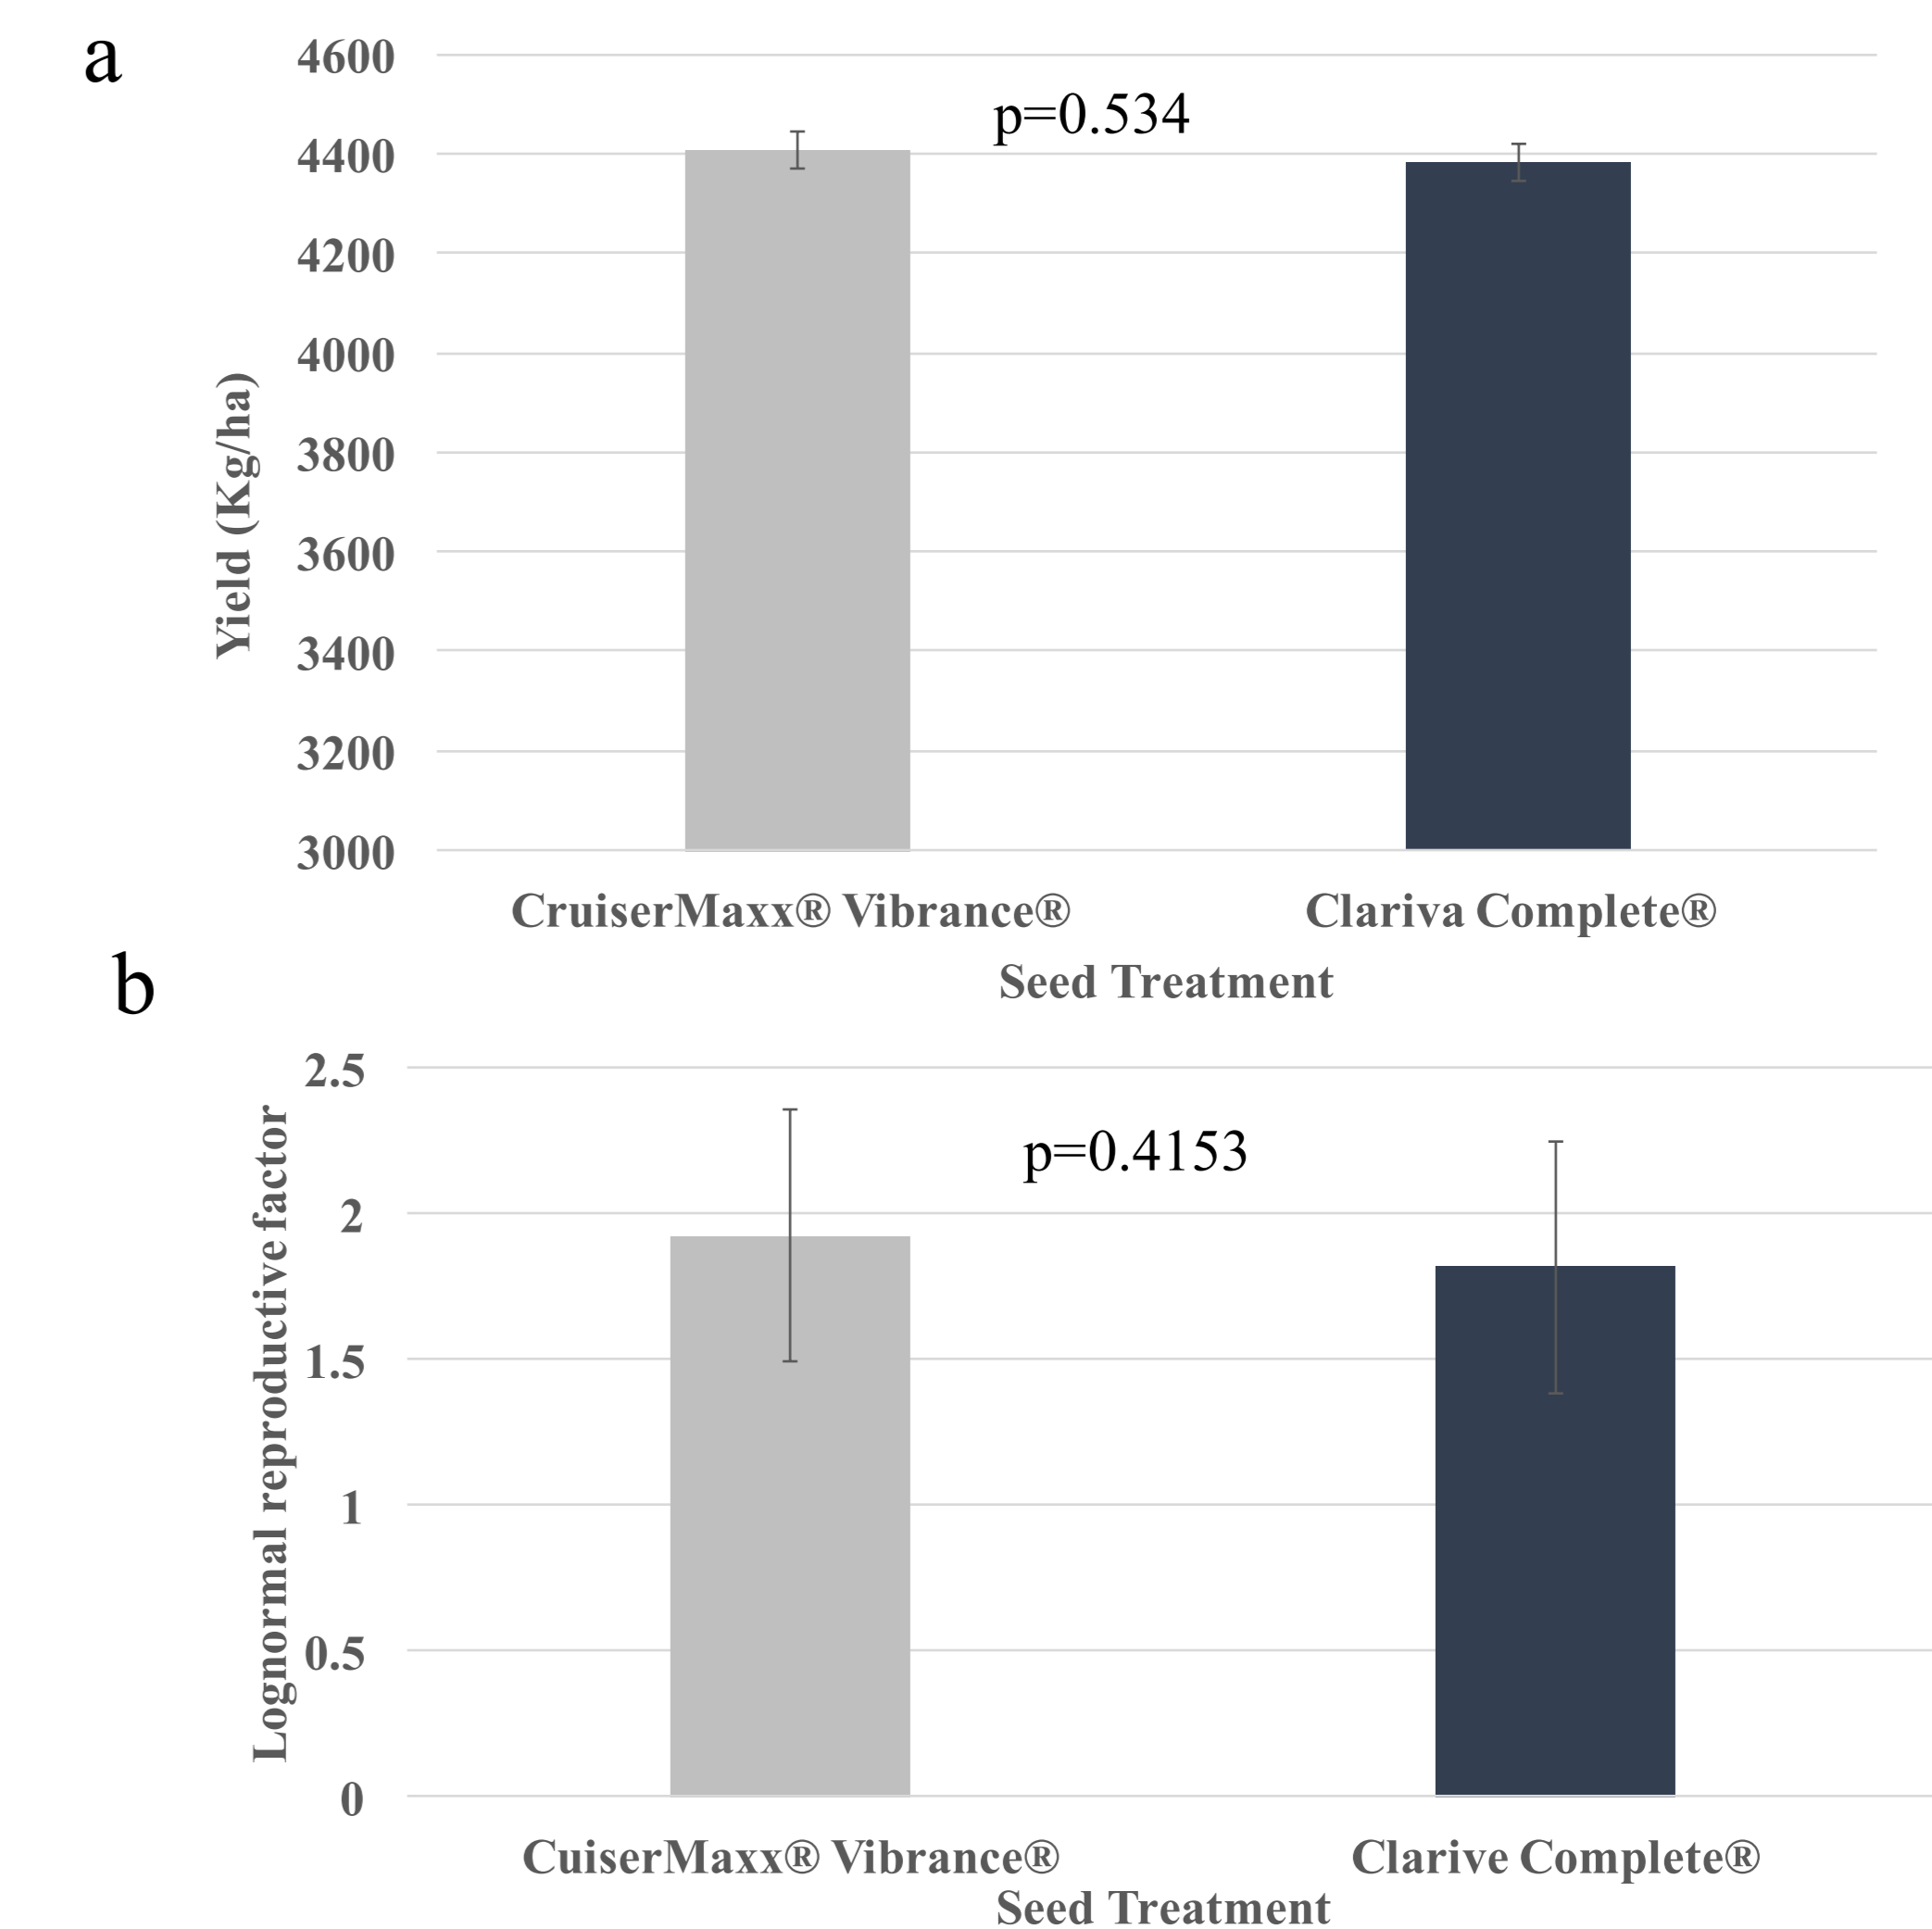 a
4600
p=0.534
4400
4200
4000
3800
3600
3400
3200
3000
Yield (Kg/ha)
CruiserMaxx® Vibrance®
Clariva Complete®
Seed Treatment
b
2.5
p=0.4153
2
1.5
1
0.5
0
Lognormal reproductive factor
CuiserMaxx® Vibrance®
Clarive Complete®
Seed Treatment